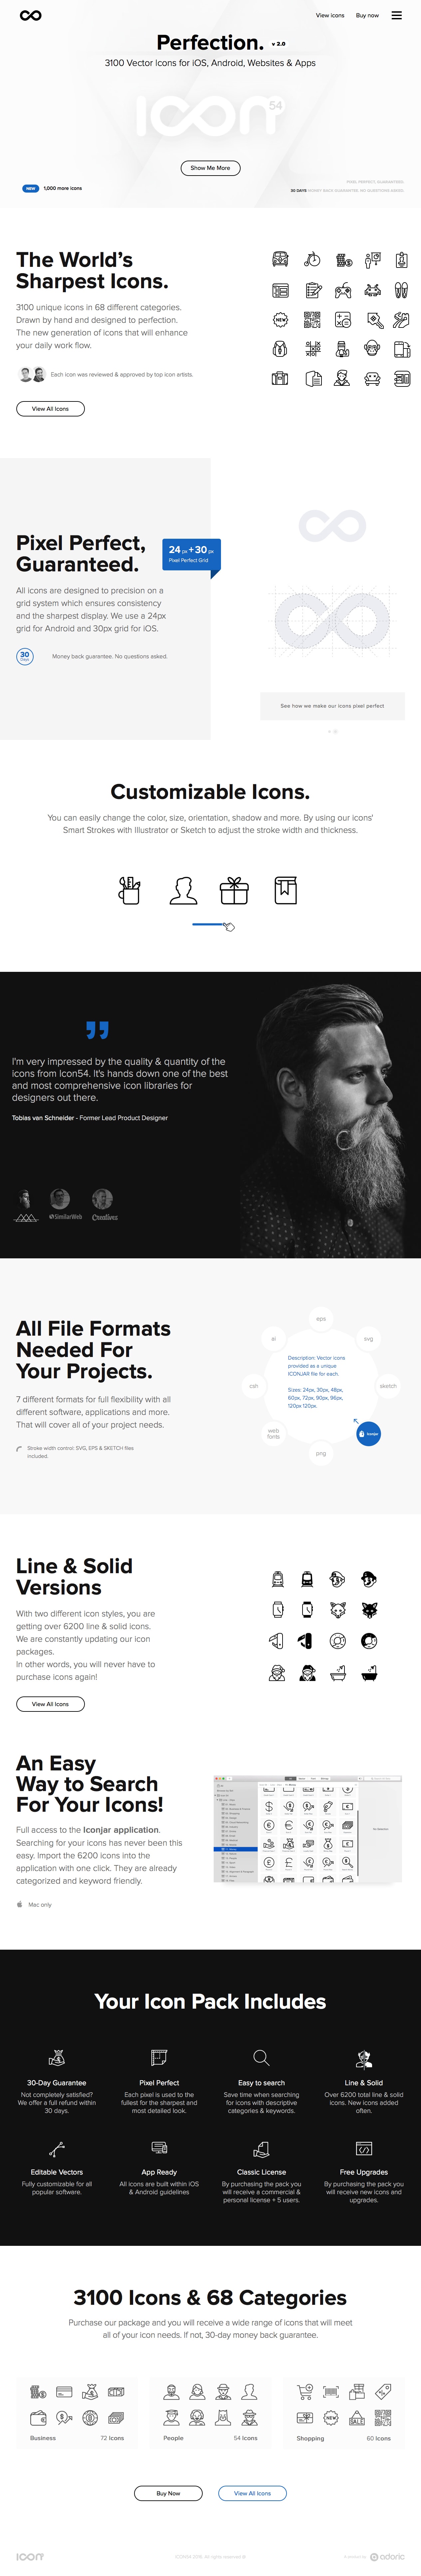 View icons Buy now
Perfection. v 2.0
3100 Vector Icons for iOS, Android, Websites & Apps
icon 54
Show Me More
NEW 1,000 more icons
PIXEL PERFECT, GUARANTEED.
30 DAYS MONEY BACK GUARANTEE. NO QUESTIONS ASKED.
The World's
Sharpest Icons.
3100 unique icons in 68 different categories.
Drawn by hand and designed to perfection.
The new generation of icons that will enhance
your daily work flow.
Each icon was reviewed & approved by top icon artists.
View All Icons
NEW
Pixel Perfect,
Guaranteed.
24 px + 30 px
Pixel Perfect Grid
All icons are designed to precision on a
grid system which ensures consistency
and the sharpest display. We use a 24px
grid for Android and 30px grid for iOS.
30
Days
Money back guarantee. No questions asked.
See how we make our icons pixel perfect
Customizable Icons.
You can easily change the color, size, orientation, shadow and more. By using our icons'
Smart Strokes with Illustrator or Sketch to adjust the stroke width and thickness.
I'm very impressed by the quality & quantity of the
icons from Icon54. It's hands down one of the best
and most comprehensive icon libraries for
designers out there.
Tobias van Schneider - Former Lead Product Designer
SimilarWeb
Creatives
All File Formats
Needed For
Your Projects.
7 different formats for full flexibility with all
different software, applications and more.
That will cover all of your project needs.
Stroke width control: SVG, EPS & SKETCH files
included.
eps
ai
svg
csh
sketch
web
fonts
png
Iconjar
Description: Vector icons
provided as a unique
ICONJAR file for each.
Sizes: 24px, 30px, 48px,
60px, 72px, 90px, 96px,
120px 120px.
Line & Solid
Versions
With two different icon styles, you are
getting over 6200 line & solid icons.
We are constantly updating our icon
packages.
In other words, you will never have to
purchase icons again!
View All Icons
An Easy
Way to Search
For Your Icons!
Full access to the Iconjar application.
Searching for your icons has never been this
easy. Import the 6200 icons into the
application with one click. They are already
categorized and keyword friendly.
Mac only
Your Icon Pack Includes
30-Day Guarantee
Not completely satisfied?
We offer a full refund within
30 days.
Pixel Perfect
Each pixel is used to the
fullest for the sharpest and
most detailed look.
Easy to search
Save time when searching
for icons with descriptive
categories & keywords.
Line & Solid
Over 6200 total line & solid
icons. New icons added
often.
Editable Vectors
Fully customizable for all
popular software.
App Ready
All icons are built within iOS
& Android guidelines
Classic License
By purchasing the pack you
will receive a commercial &
personal license + 5 users.
Free Upgrades
By purchasing the pack you
will receive new icons and
upgrades.
3100 Icons & 68 Categories
Purchase our package and you will receive a wide range of icons that will meet
all of your icon needs. If not, 30-day money back guarantee.
NEW
SALE
Business 72 Icons
People 54 Icons
Shopping 60 Icons
Buy Now
View All Icons
icon
adoric